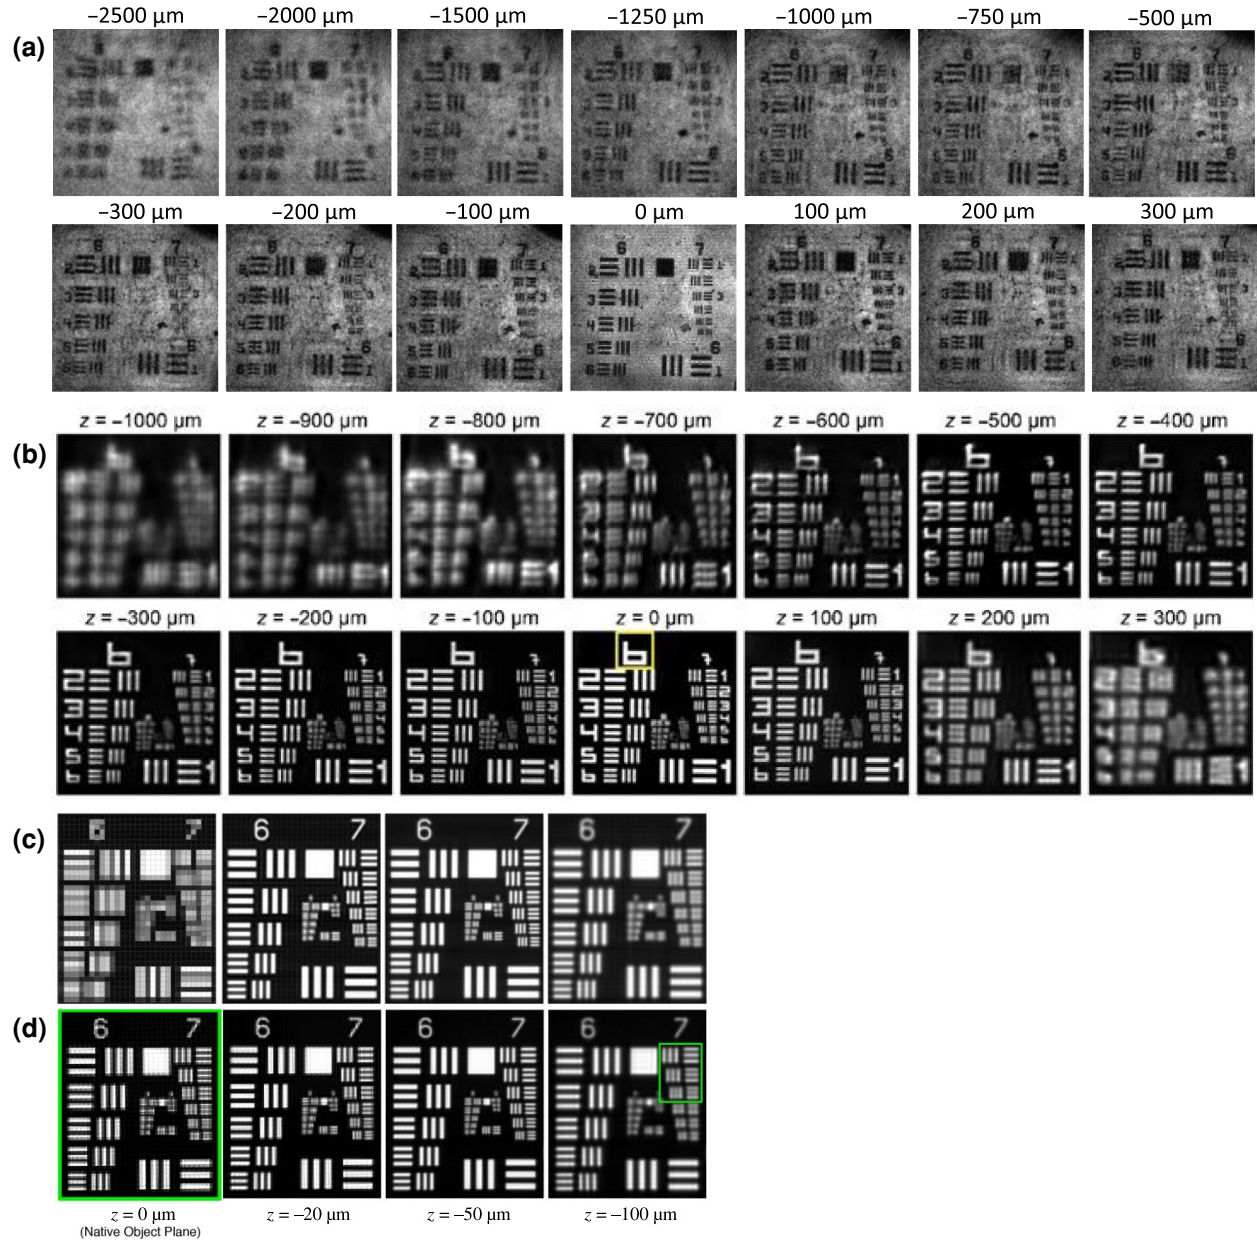 −2500 µm −2000 µm −1500 µm −1250 µm −1000 µm −750 µm −500 µm
(a)
−300 µm −200 µm −100 µm 0 µm 100 µm 200 µm 300 µm
z = −1000 µm z = −900 µm z = −800 µm z = −700 µm z = −600 µm z = −500 µm z = −400 µm
(b)
z = −300 µm z = −200 µm z = −100 µm z = 0 µm z = 100 µm z = 200 µm z = 300 µm
(c)
6 7 6 7 6 7 6 7
(d)
6 7 6 7 6 7 6 7
z = 0 µm z = −20 µm z = −50 µm z = −100 µm
(Native Object Plane)